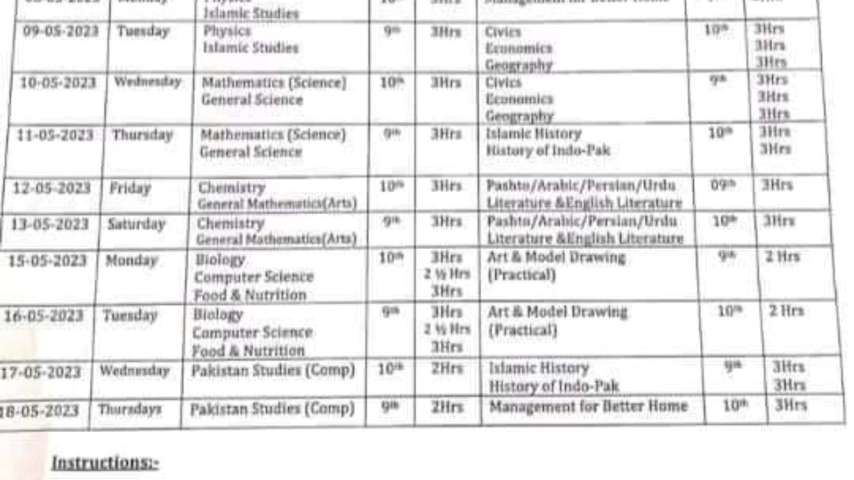 Islamic Studies
09-05-2023 Tuesday Physics 9th 3Hrs Civics 10th 3Hrs
Islamic Studies Economics 3Hrs
Geography 3Hrs
10-05-2023 Wednesday Mathematics (Science) 10th 3Hrs Civics 9th 3Hrs
General Science Economics 3Hrs
Geography 3Hrs
11-05-2023 Thursday Mathematics (Science) 9th 3Hrs Islamic History 10th 3Hrs
General Science History of Indo-Pak 3Hrs
12-05-2023 Friday Chemistry 10th 3Hrs Pashto/Arabic/Persian/Urdu 09th 3Hrs
General Mathematics(Arts) Literature &English Literature
13-05-2023 Saturday Chemistry 9th 3Hrs Pashto/Arabic/Persian/Urdu 10th 3Hrs
General Mathematics(Arts) Literature &English Literature
15-05-2023 Monday Biology 10th 3Hrs Art & Model Drawing 9th 2 Hrs
Computer Science 2 ½ Hrs (Practical)
Food & Nutrition 3Hrs
16-05-2023 Tuesday Biology 9th 3Hrs Art & Model Drawing 10th 2 Hrs
Computer Science 2 ½ Hrs (Practical)
Food & Nutrition 3Hrs
17-05-2023 Wednesday Pakistan Studies (Comp) 10th 2Hrs Islamic History 9th 3Hrs
History of Indo-Pak 3Hrs
18-05-2023 Thursdays Pakistan Studies (Comp) 9th 2Hrs Management for Better Home 10th 3Hrs
Instructions:-